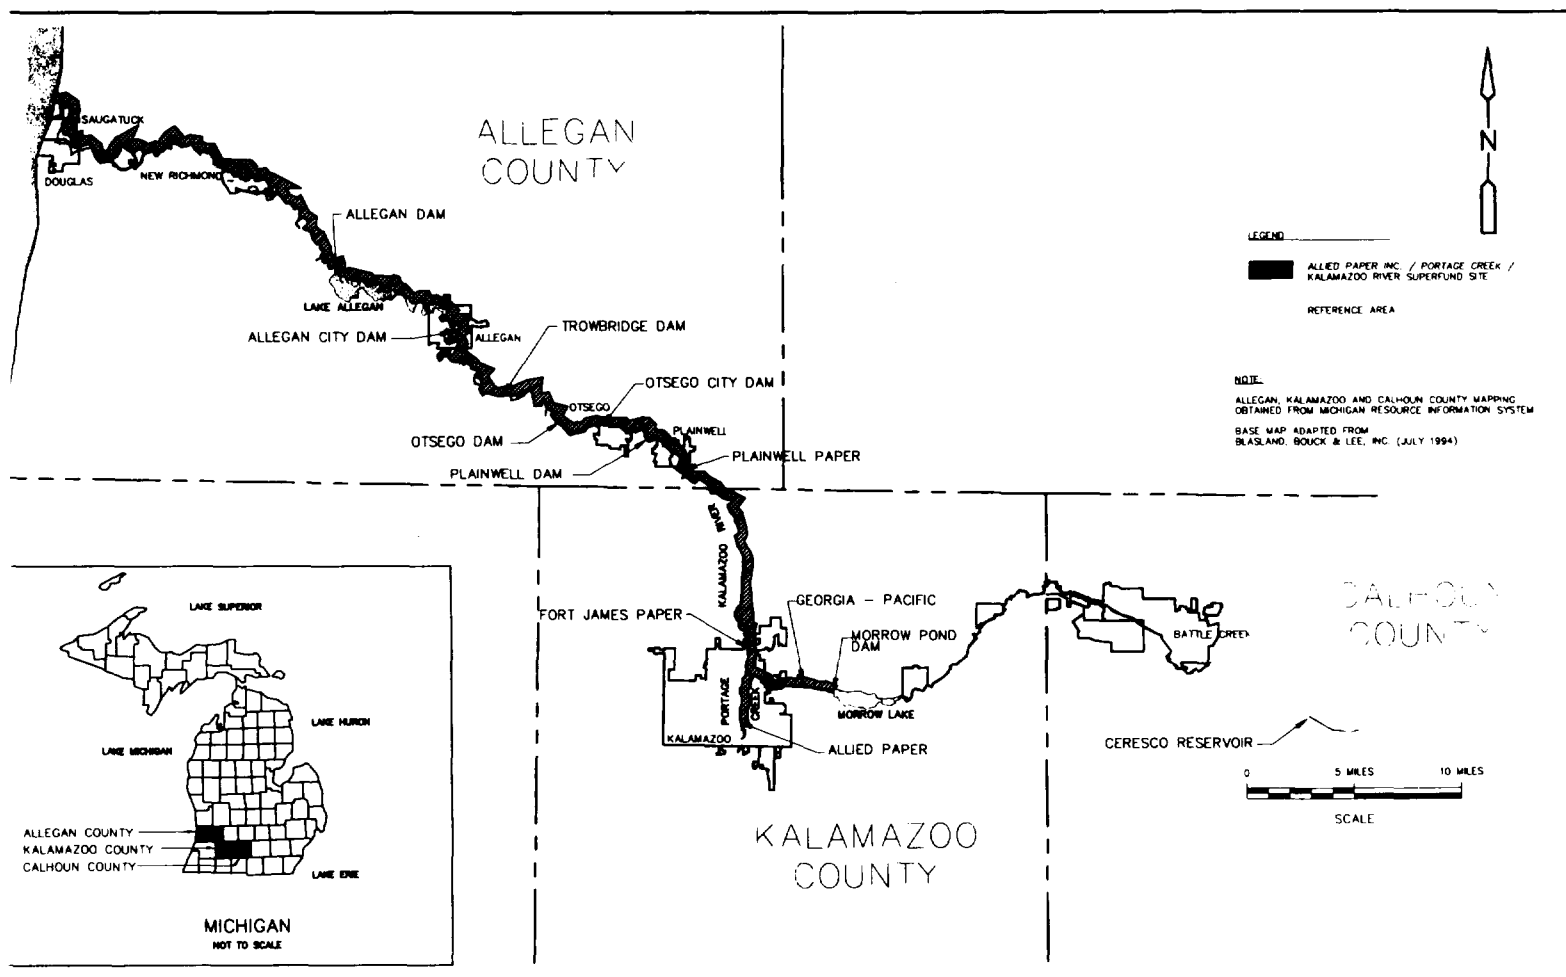 ALLEGAN
COUNTY
SAUGATUCK
DOUGLAS
NEW RICHMOND
ALLEGAN DAM
LAKE ALLEGAN
ALLEGAN CITY DAM
ALLEGAN
TROWBRIDGE DAM
OTSEGO CITY DAM
OTSEGO
OTSEGO DAM
PLAINWELL
PLAINWELL DAM
PLAINWELL PAPER
N
LEGEND
ALLIED PAPER INC. / PORTAGE CREEK /
KALAMAZOO RIVER SUPERFUND SITE
REFERENCE AREA
NOTE:
ALLEGAN, KALAMAZOO AND CALHOUN COUNTY MAPPING
OBTAINED FROM MICHIGAN RESOURCE INFORMATION SYSTEM
BASE MAP ADAPTED FROM
BLASLAND, BOUCK & LEE, INC. (JULY 1994)
KALAMAZOO RIVER
FORT JAMES PAPER
GEORGIA - PACIFIC
MORROW POND
DAM
MORROW LAKE
PORTAGE
CREEK
KALAMAZOO
ALLIED PAPER
BATTLE CREEK
CALHOUN
COUNTY
CERESCO RESERVOIR
0 5 MILES 10 MILES
SCALE
KALAMAZOO
COUNTY
LAKE SUPERIOR
LAKE HURON
LAKE MICHIGAN
ALLEGAN COUNTY
KALAMAZOO COUNTY
CALHOUN COUNTY
LAKE ERIE
MICHIGAN
NOT TO SCALE